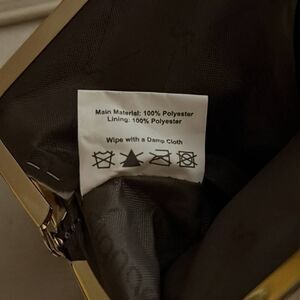 Main Material: 100% Polyester
Lining: 100% Polyester
Wipe with a Damp Cloth